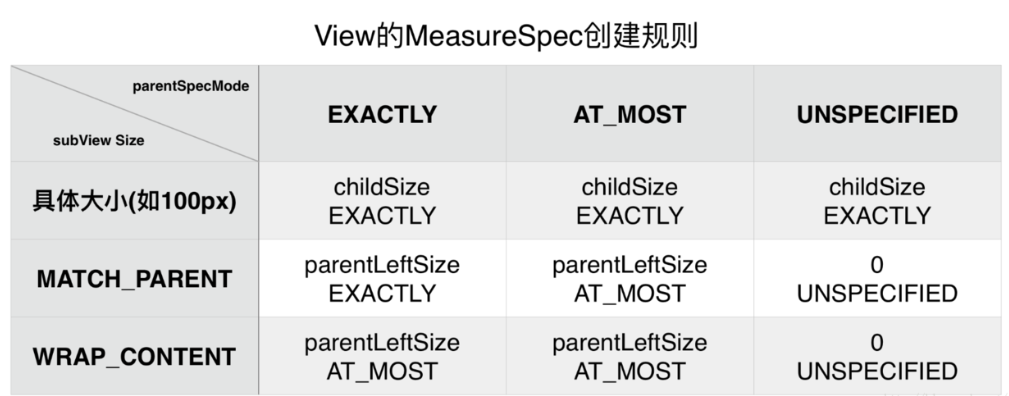 View的MeasureSpec创建规则
parentSpecMode
subView Size
EXACTLY
AT_MOST
UNSPECIFIED
具体大小(如100px)
childSize
EXACTLY
childSize
EXACTLY
childSize
EXACTLY
MATCH_PARENT
parentLeftSize
EXACTLY
parentLeftSize
AT_MOST
0
UNSPECIFIED
WRAP_CONTENT
parentLeftSize
AT_MOST
parentLeftSize
AT_MOST
0
UNSPECIFIED